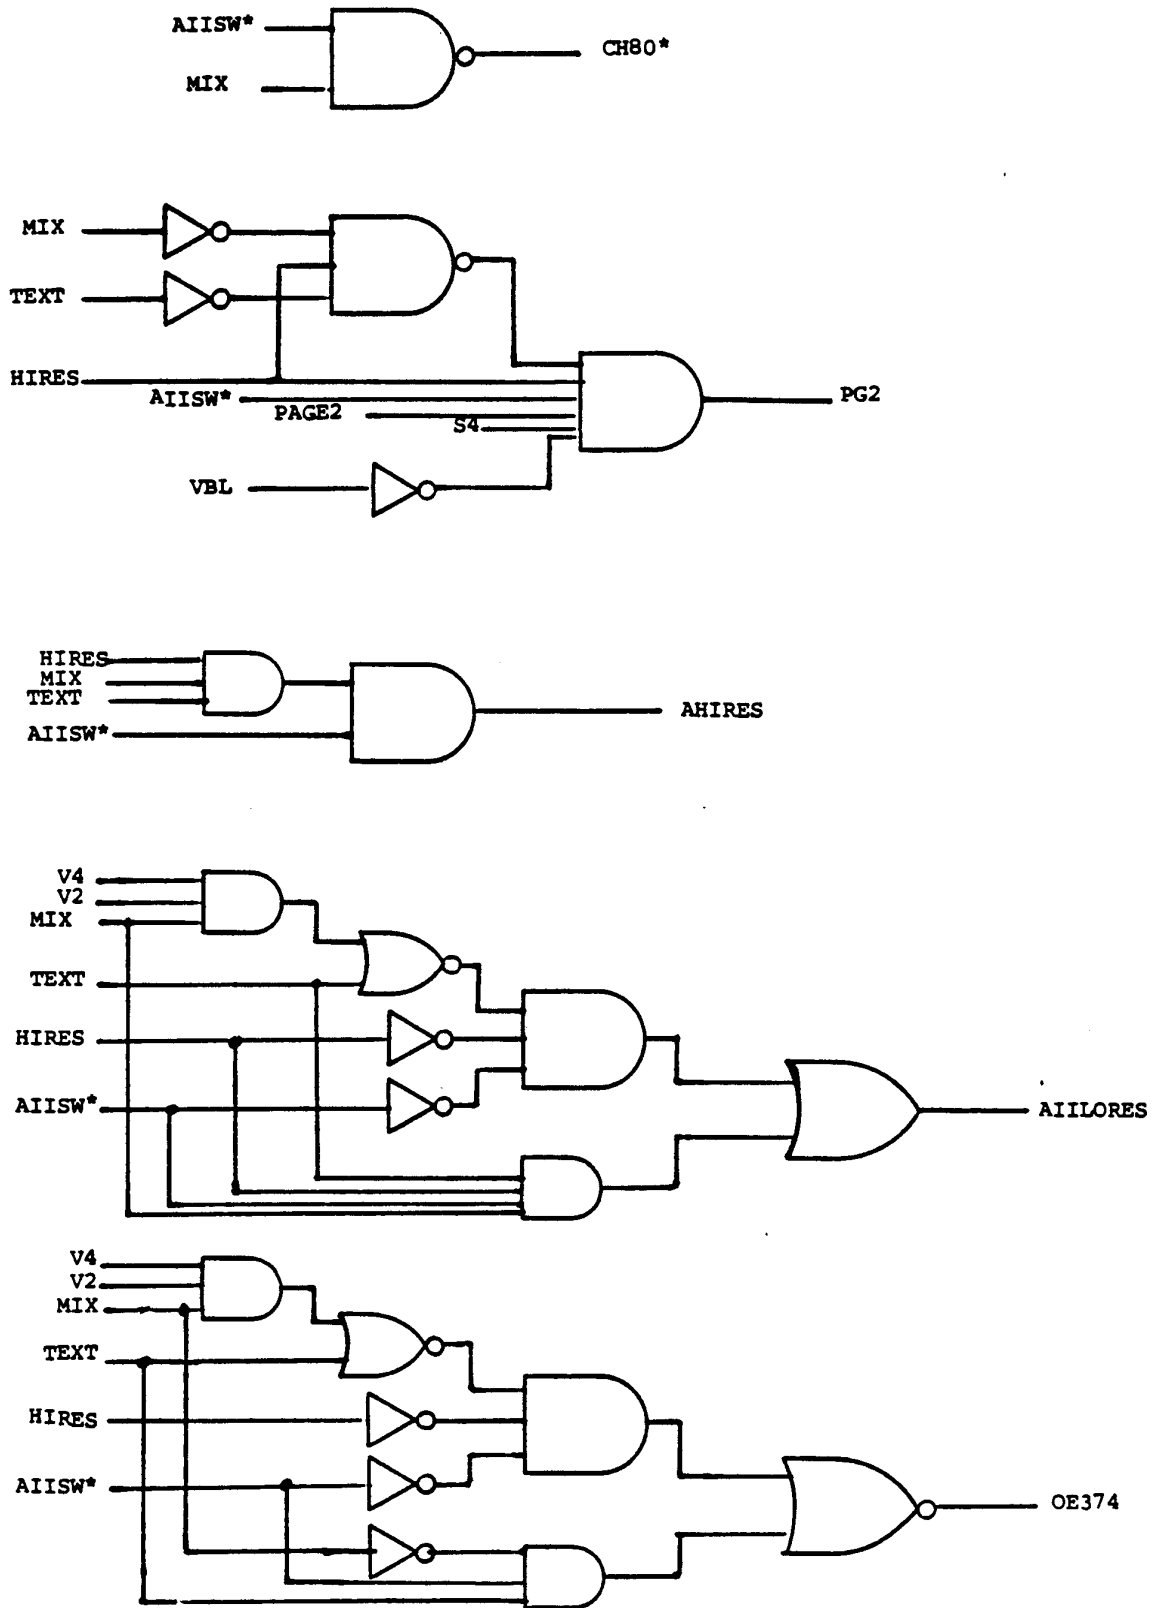 AIISW*
CH80*
MIX
MIX
TEXT
HIRES
AIISW*
PAGE2
S4
PG2
VBL
HIRES
MIX
TEXT
AIISW*
AHIRES
V4
V2
MIX
TEXT
HIRES
AIISW*
AIILORES
V4
V2
MIX
TEXT
HIRES
AIISW*
OE374